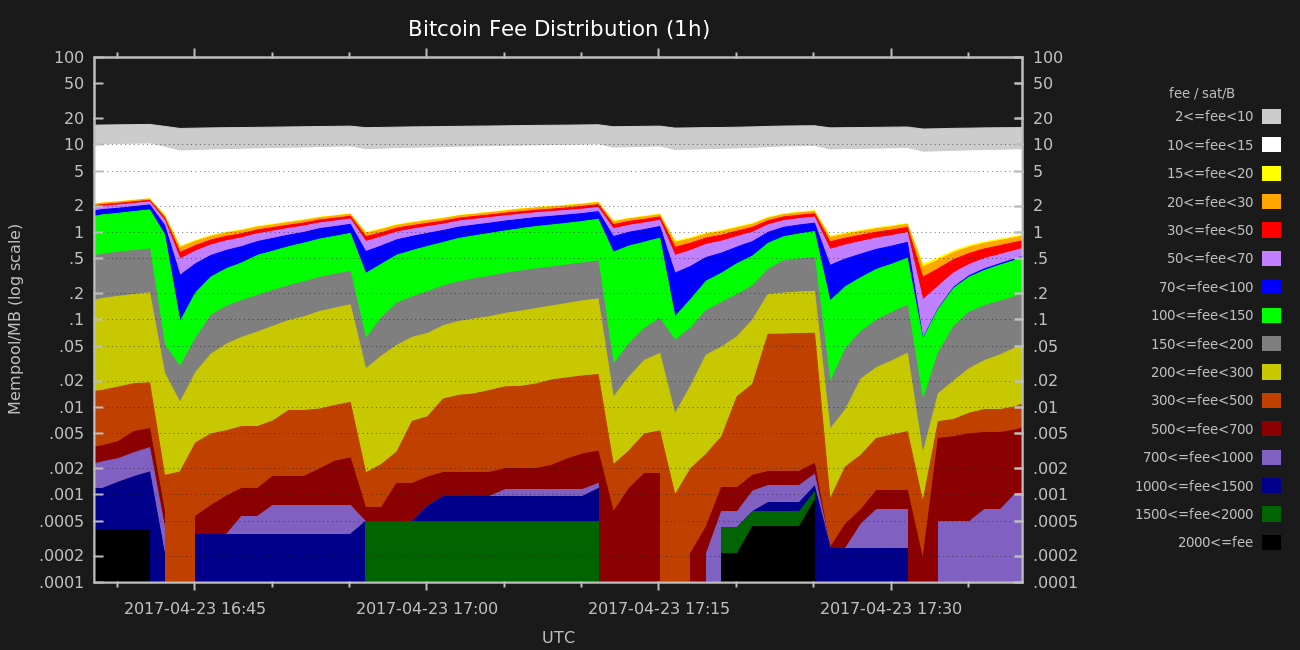 Bitcoin Fee Distribution (1h)
Mempool/MB (log scale)
100
50
20
10
5
2
1
.5
.2
.1
.05
.02
.01
.005
.002
.001
.0005
.0002
.0001
100
50
20
10
5
2
1
.5
.2
.1
.05
.02
.01
.005
.002
.001
.0005
.0002
.0001
2017-04-23 16:45
2017-04-23 17:00
2017-04-23 17:15
2017-04-23 17:30
UTC
fee / sat/B
2<=fee<10
10<=fee<15
15<=fee<20
20<=fee<30
30<=fee<50
50<=fee<70
70<=fee<100
100<=fee<150
150<=fee<200
200<=fee<300
300<=fee<500
500<=fee<700
700<=fee<1000
1000<=fee<1500
1500<=fee<2000
2000<=fee